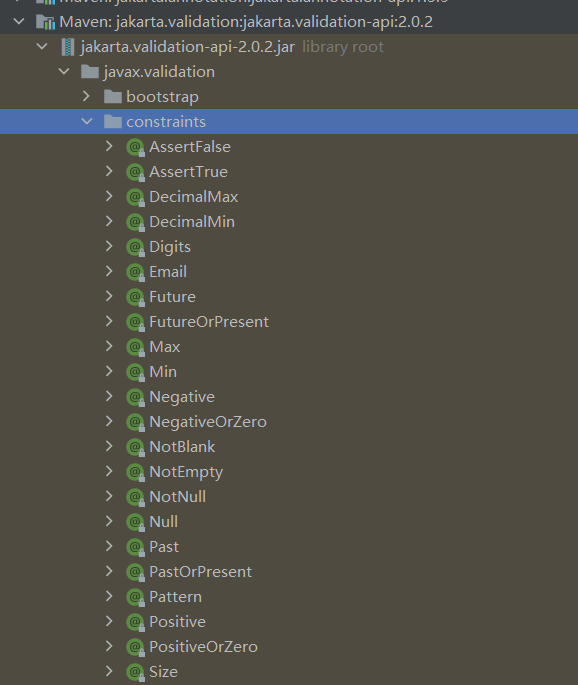 Maven: jakarta.validation:jakarta.validation-api:2.0.2
jakarta.validation-api-2.0.2.jar library root
javax.validation
bootstrap
constraints
AssertFalse
AssertTrue
DecimalMax
DecimalMin
Digits
Email
Future
FutureOrPresent
Max
Min
Negative
NegativeOrZero
NotBlank
NotEmpty
NotNull
Null
Past
PastOrPresent
Pattern
Positive
PositiveOrZero
Size